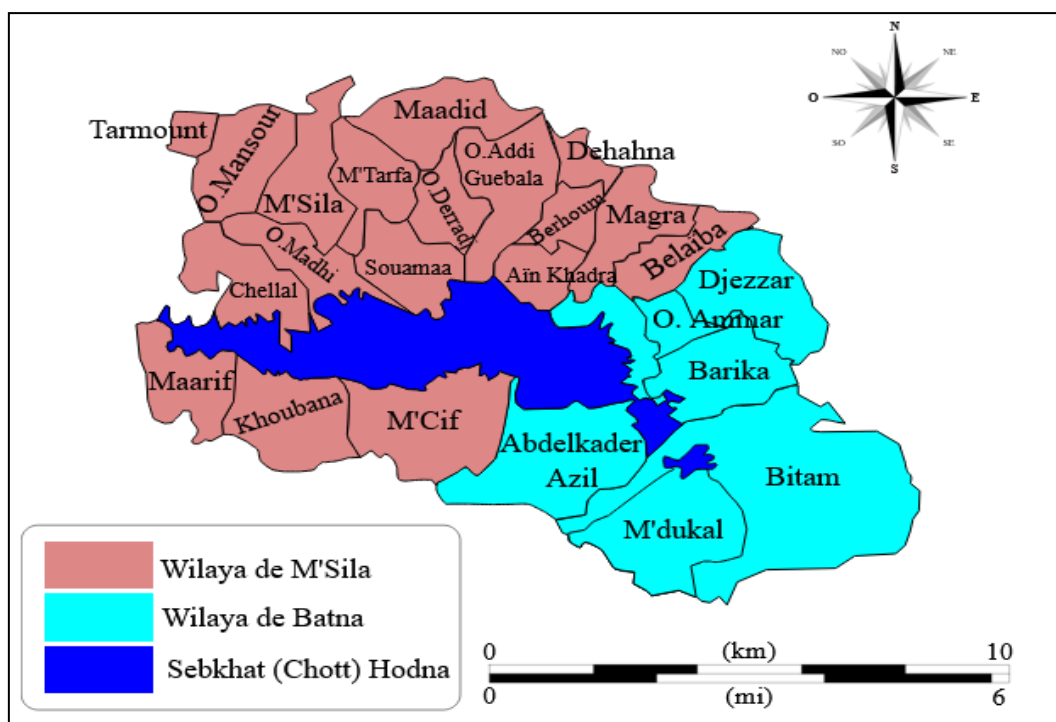 N
NO
NE
O
E
SO
SE
S
Maadid
Tarmount
O.Mansour
O.Addi
Guebala
Dehahna
M'Tarfa
O.Derradj
M'Sila
Berhoum
Magra
O.Madhi
Souamaa
Aïn Khadra
Belaïba
Chellal
Djezzar
O. Ammar
Maarif
Barika
Khoubana
M'Cif
Abdelkader
Azil
Bitam
M'dukal
Wilaya de M'Sila
Wilaya de Batna
Sebkhat (Chott) Hodna
0 (km) 10
0 (mi) 6